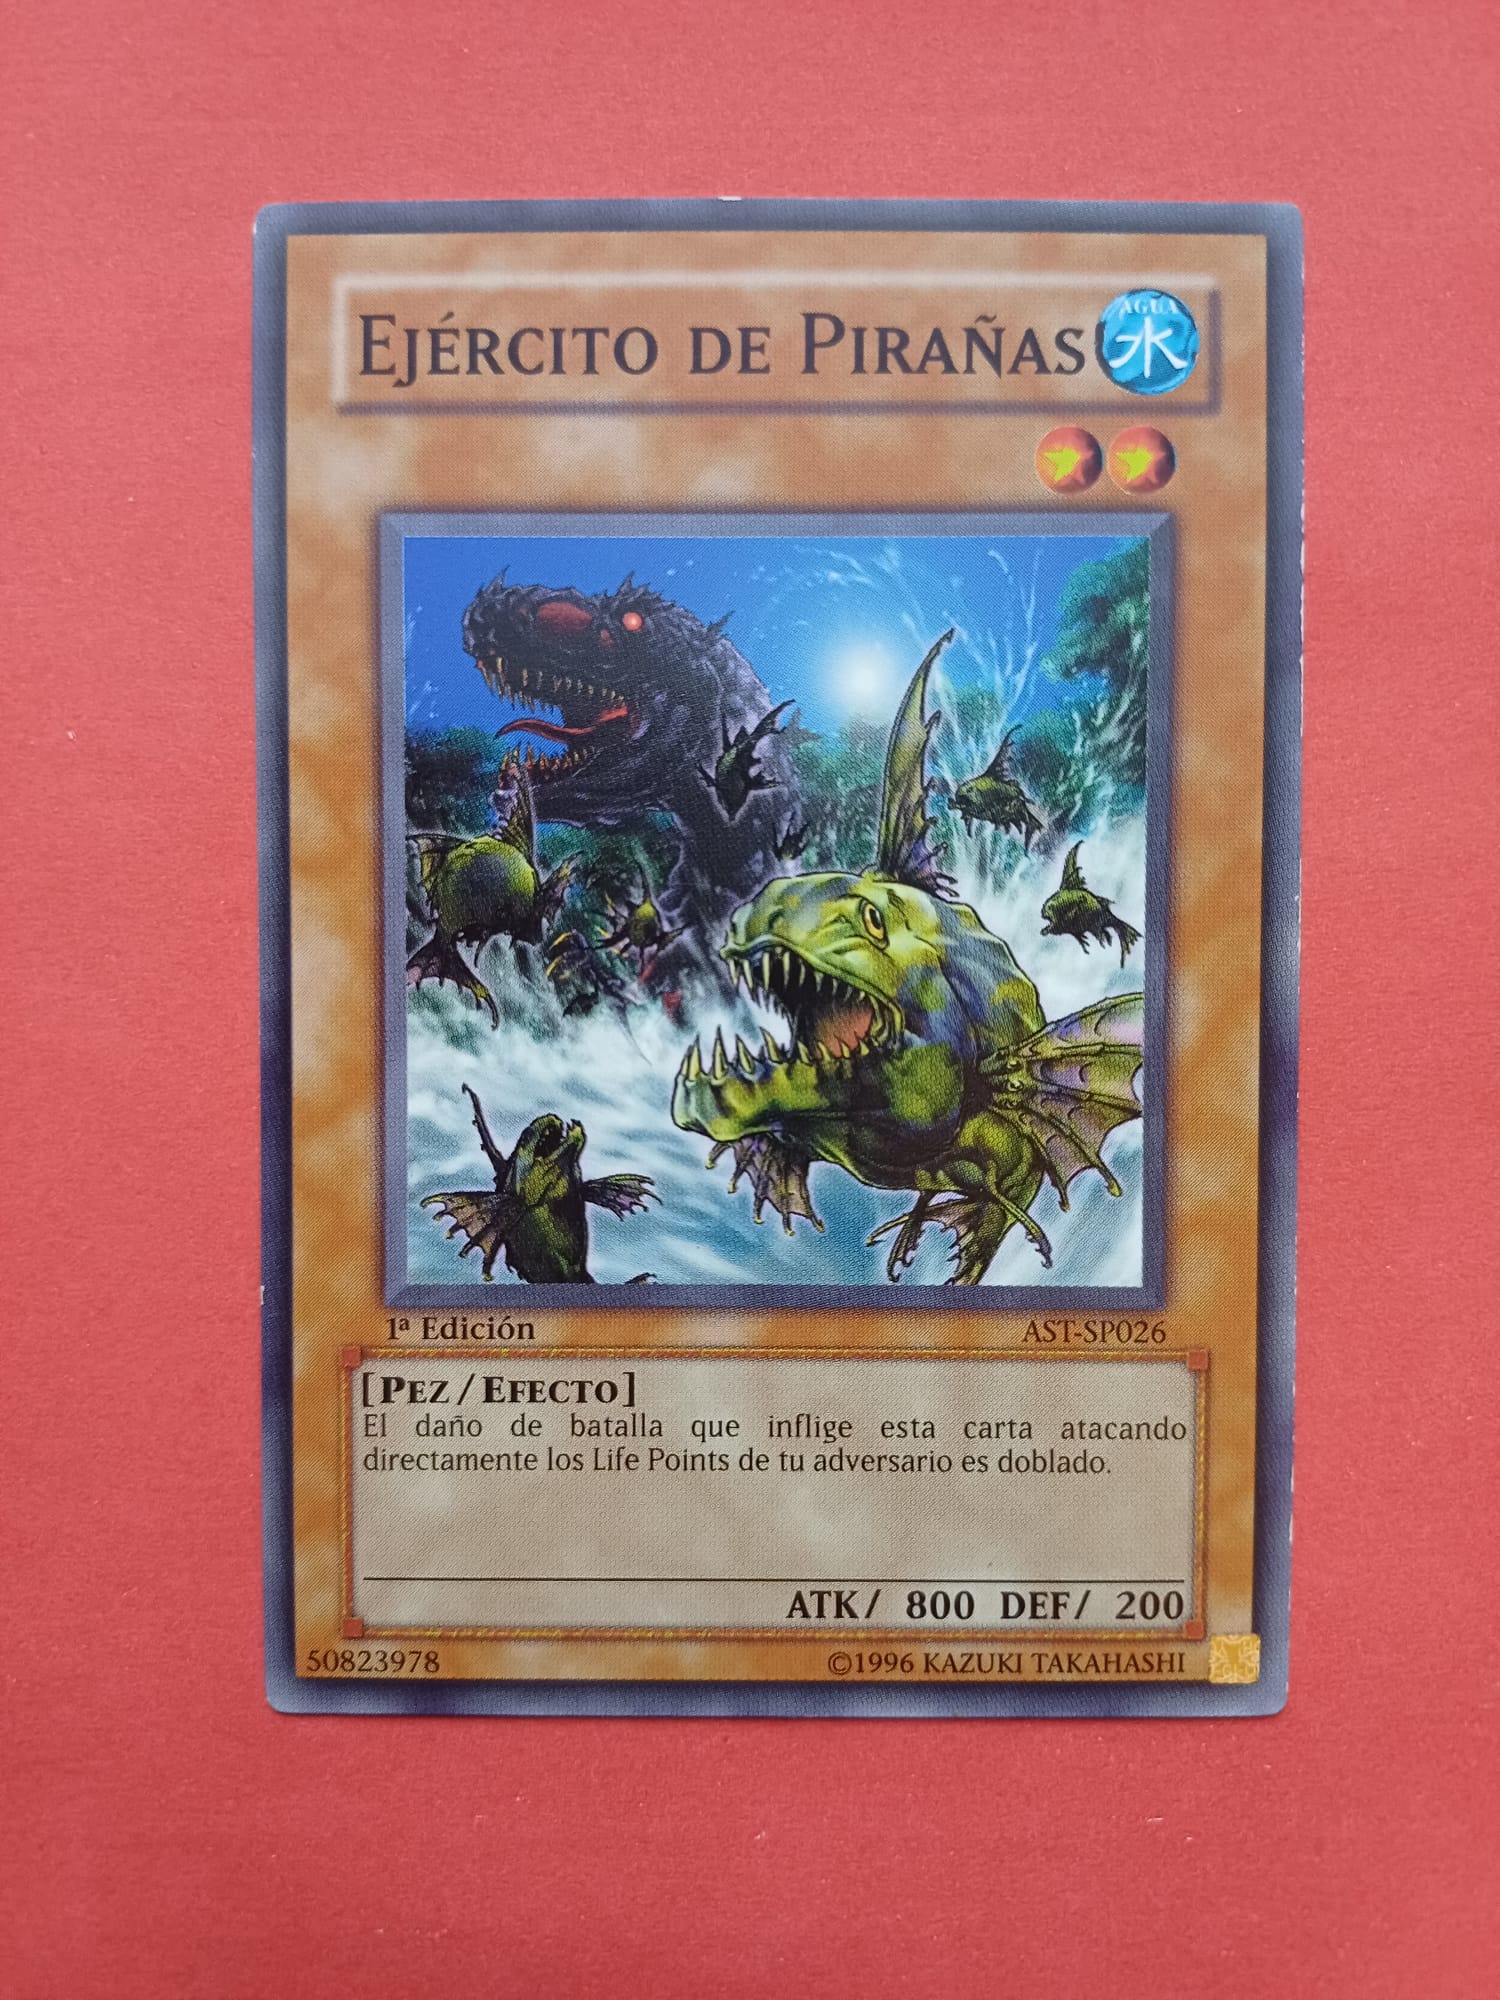 Ejército de Pirañas
AGUA
水
1ª Edición
AST-SP026
[Pez/Efecto]
El daño de batalla que inflige esta carta atacando
directamente los Life Points de tu adversario es doblado.
ATK/ 800 DEF/ 200
50823978
©1996 KAZUKI TAKAHASHI